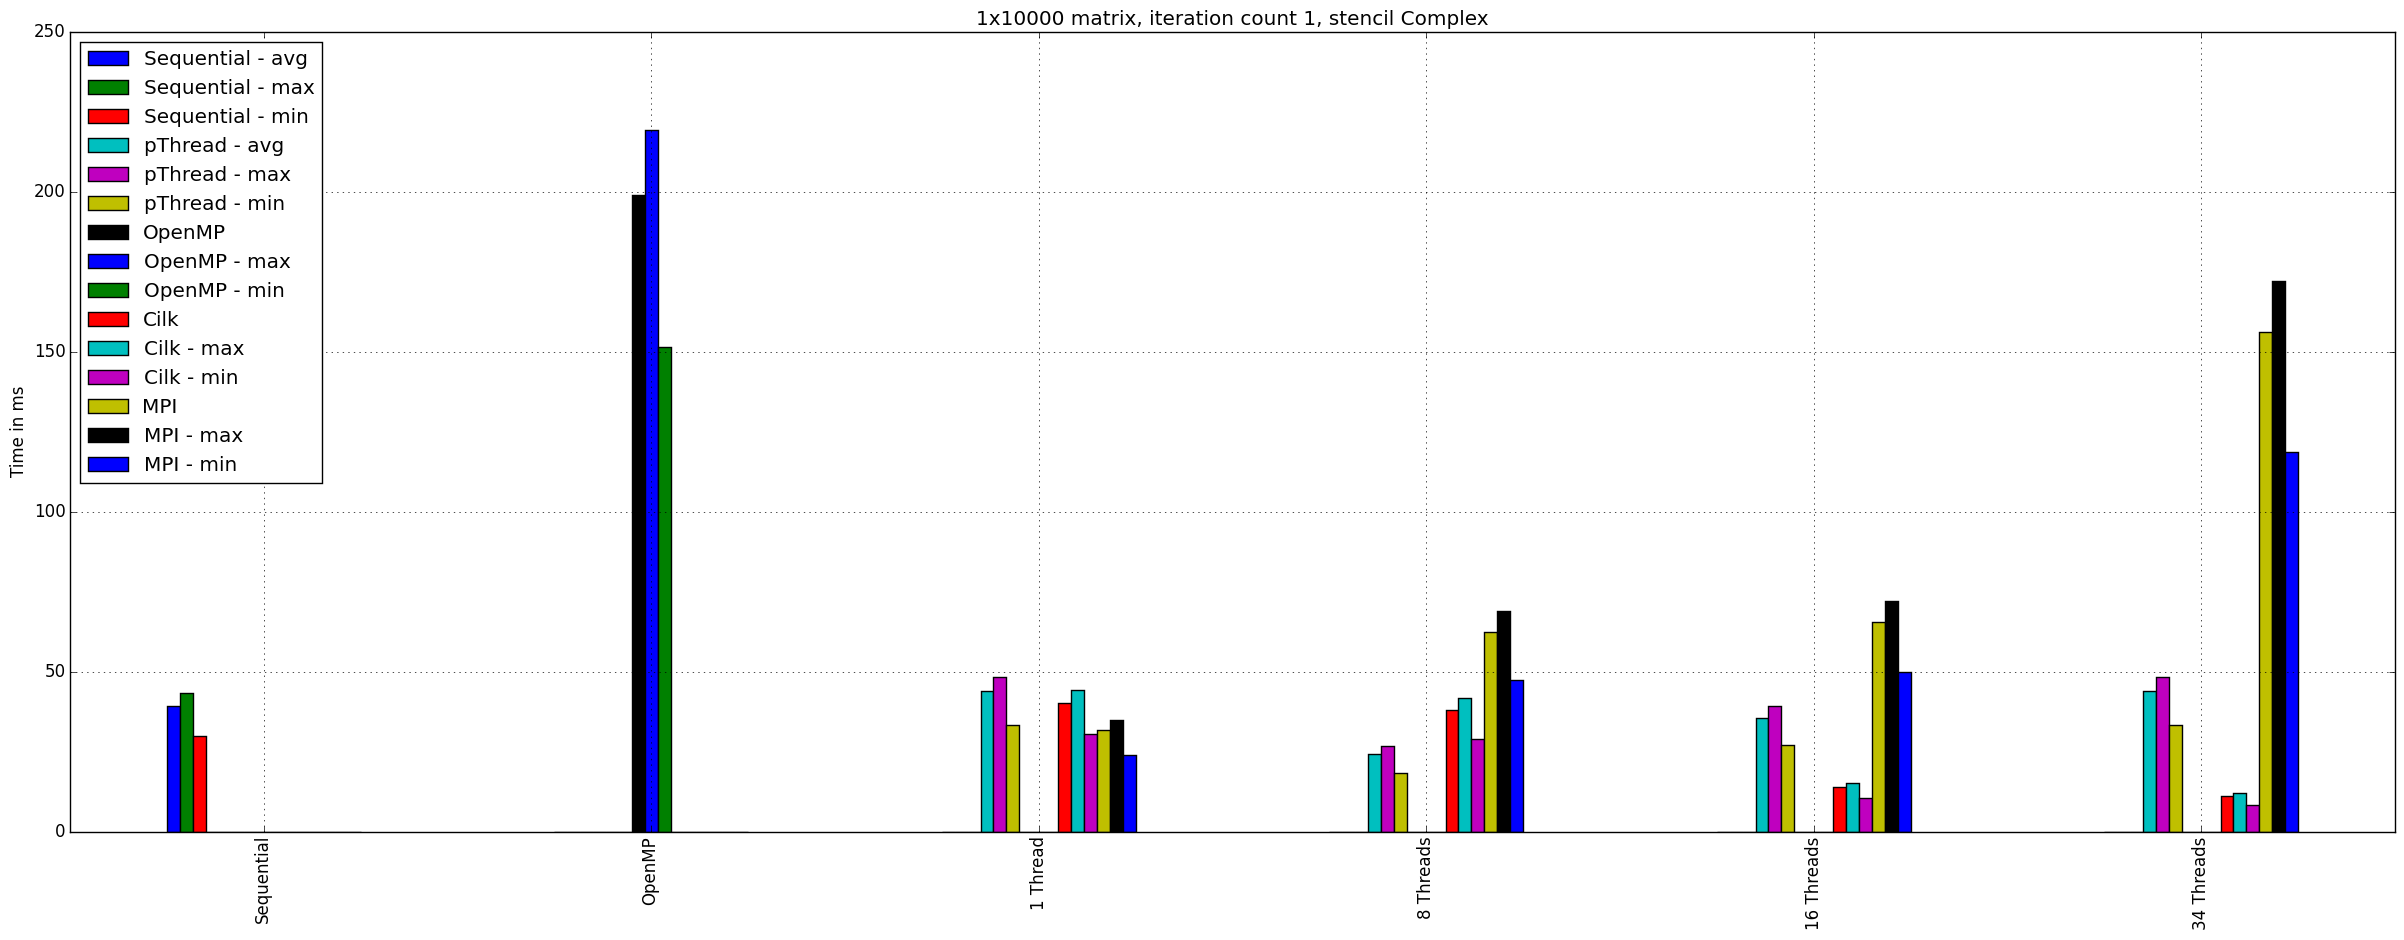 1x10000 matrix, iteration count 1, stencil Complex
250
200
150
100
50
0
Time in ms
Sequential - avg
Sequential - max
Sequential - min
pThread - avg
pThread - max
pThread - min
OpenMP
OpenMP - max
OpenMP - min
Cilk
Cilk - max
Cilk - min
MPI
MPI - max
MPI - min
Sequential
OpenMP
1 Thread
8 Threads
16 Threads
34 Threads